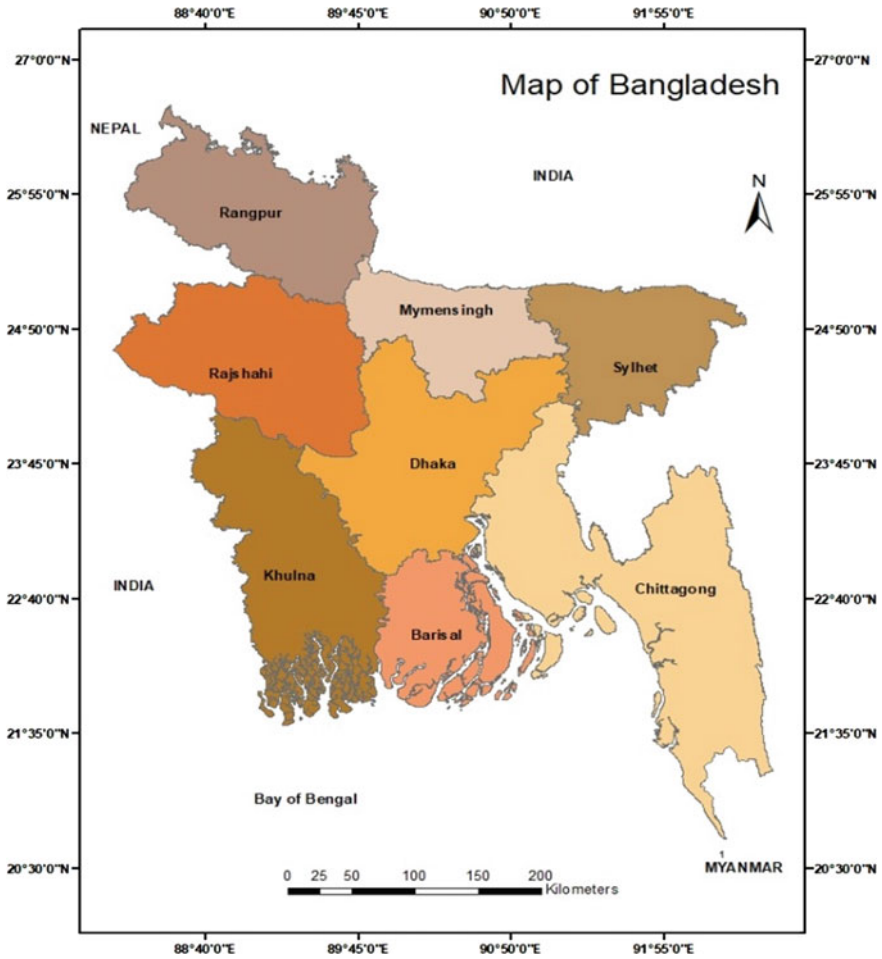 88°40'0"E 89°45'0"E 90°50'0"E 91°55'0"E
27°0'0"N 27°0'0"N
Map of Bangladesh
NEPAL
INDIA
N
25°55'0"N 25°55'0"N
Rangpur
Mymensingh
24°50'0"N 24°50'0"N
Sylhet
Rajshahi
Dhaka
23°45'0"N 23°45'0"N
Khulna
INDIA
Chittagong
22°40'0"N 22°40'0"N
Barisal
21°35'0"N 21°35'0"N
Bay of Bengal
20°30'0"N 20°30'0"N
MYANMAR
0 25 50 100 150 200
Kilometers
88°40'0"E 89°45'0"E 90°50'0"E 91°55'0"E